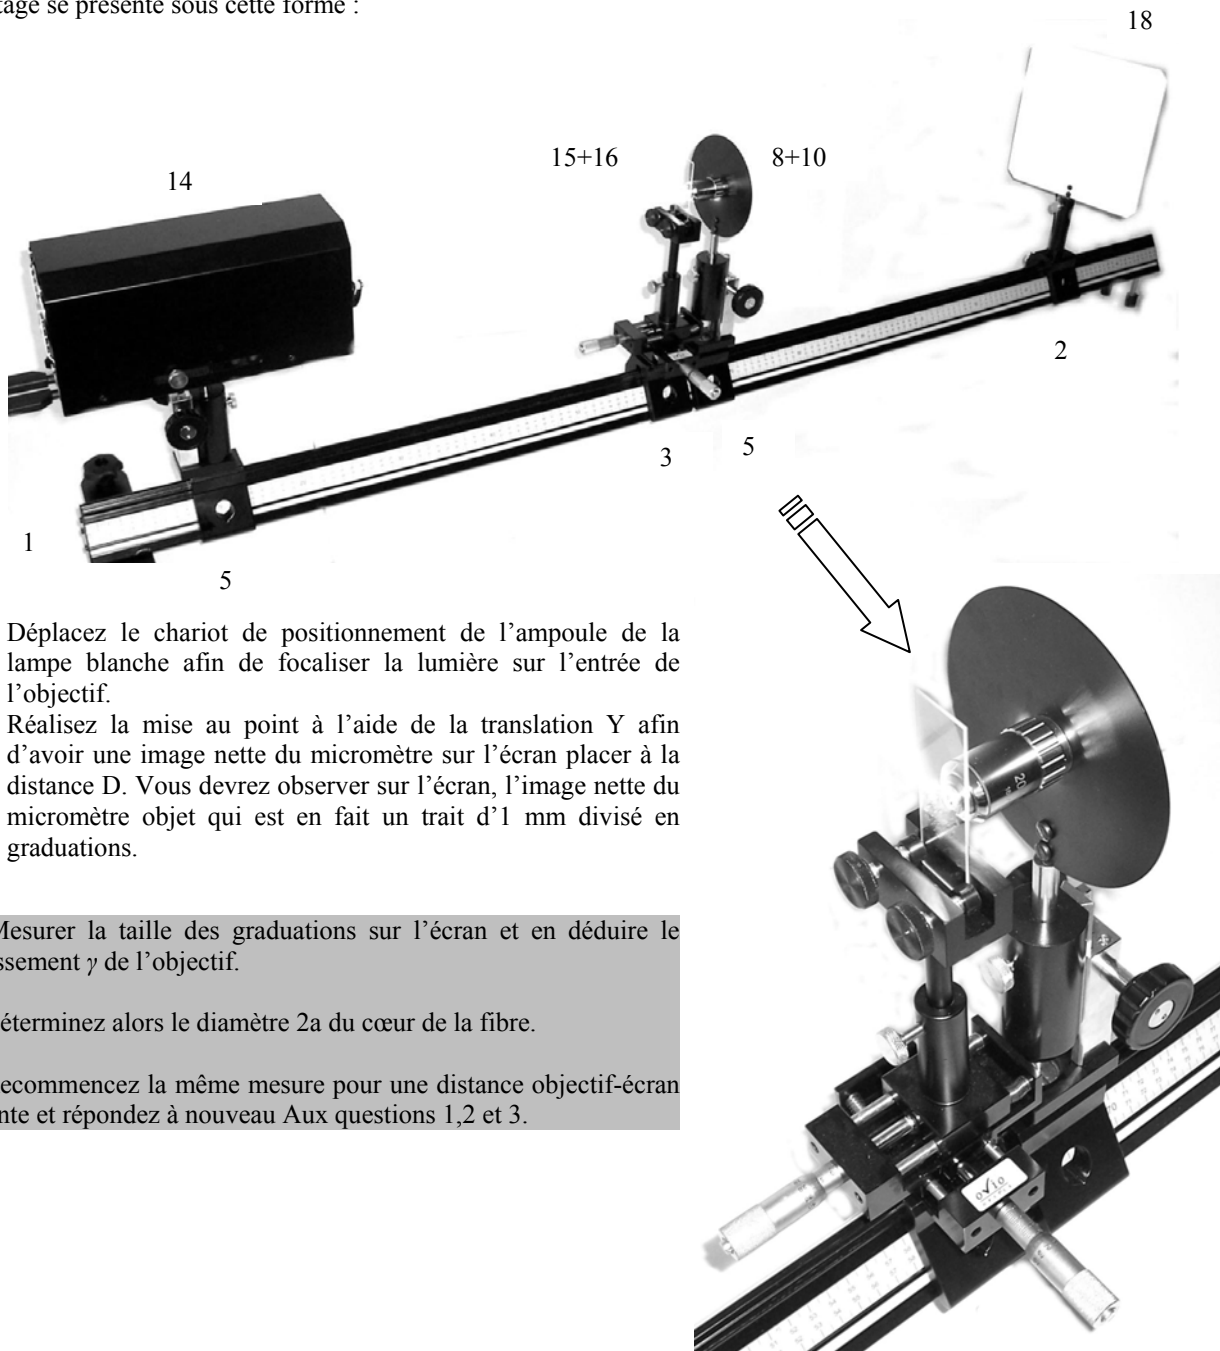 tage se présente sous cette forme :
18
15+16
8+10
14
2
3
5
1
5
Déplacez le chariot de positionnement de l'ampoule de la
lampe blanche afin de focaliser la lumière sur l'entrée de
l'objectif.
Réalisez la mise au point à l'aide de la translation Y afin
d'avoir une image nette du micromètre sur l'écran placer à la
distance D. Vous devrez observer sur l'écran, l'image nette du
micromètre objet qui est en fait un trait d'1 mm divisé en
graduations.
Mesurer la taille des graduations sur l'écran et en déduire le
ssement γ de l'objectif.
éterminez alors le diamètre 2a du cœur de la fibre.
ecommencez la même mesure pour une distance objectif-écran
nte et répondez à nouveau Aux questions 1,2 et 3.
20
OVIO